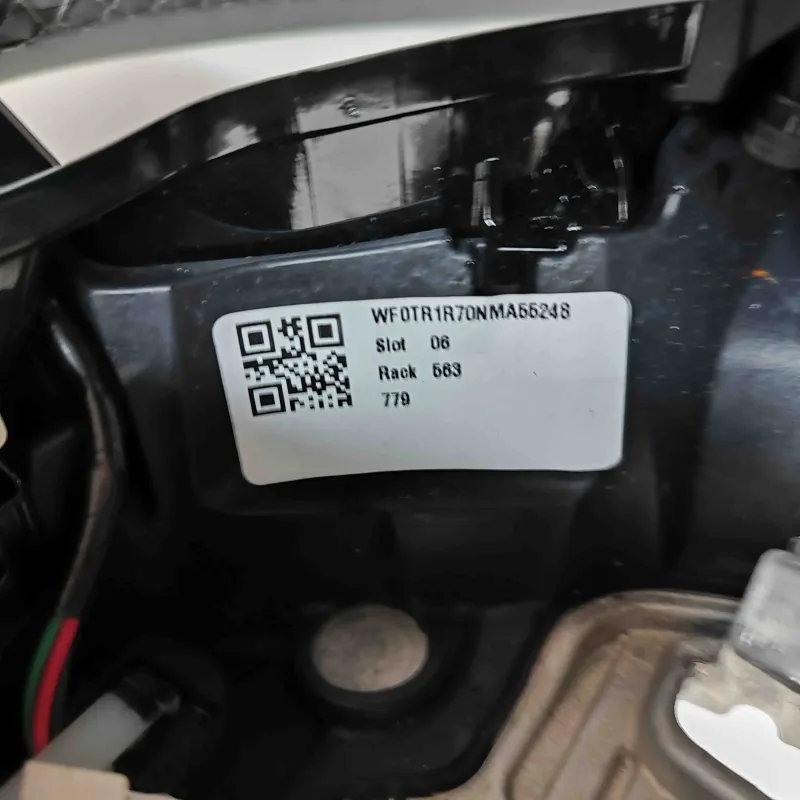 WF0TR1R70NMA55248
Slot 06
Rack 563
779